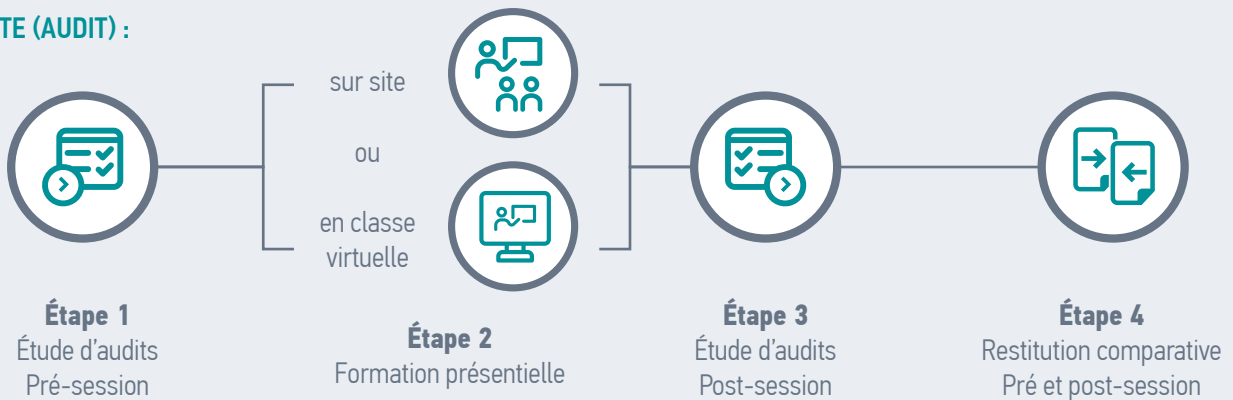 TE (AUDIT) :
sur site
ou
en classe
virtuelle
Étape 1
Étude d’audits
Pré-session
Étape 2
Formation présentielle
Étape 3
Étude d’audits
Post-session
Étape 4
Restitution comparative
Pré et post-session